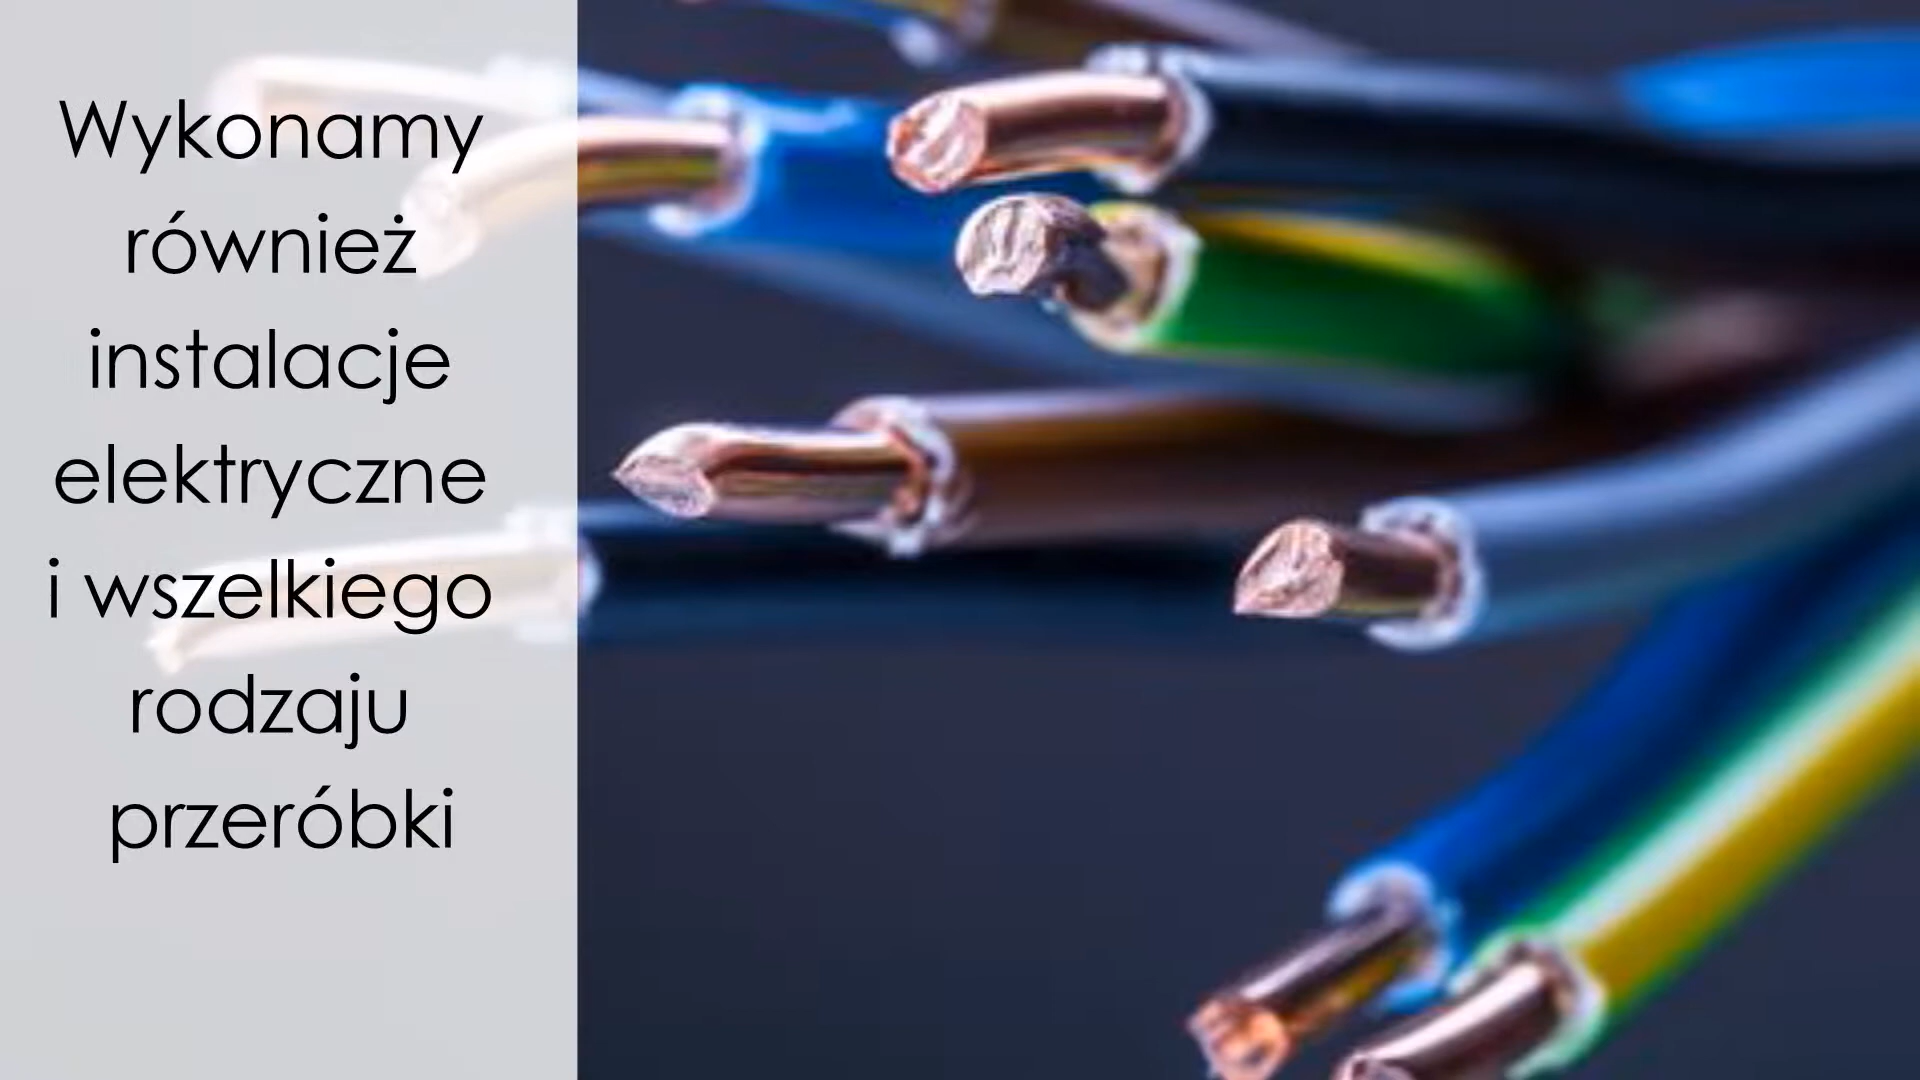 Wykonamy
również
instalacje
elektryczne
i wszelkiego
rodzaju
przeróbki